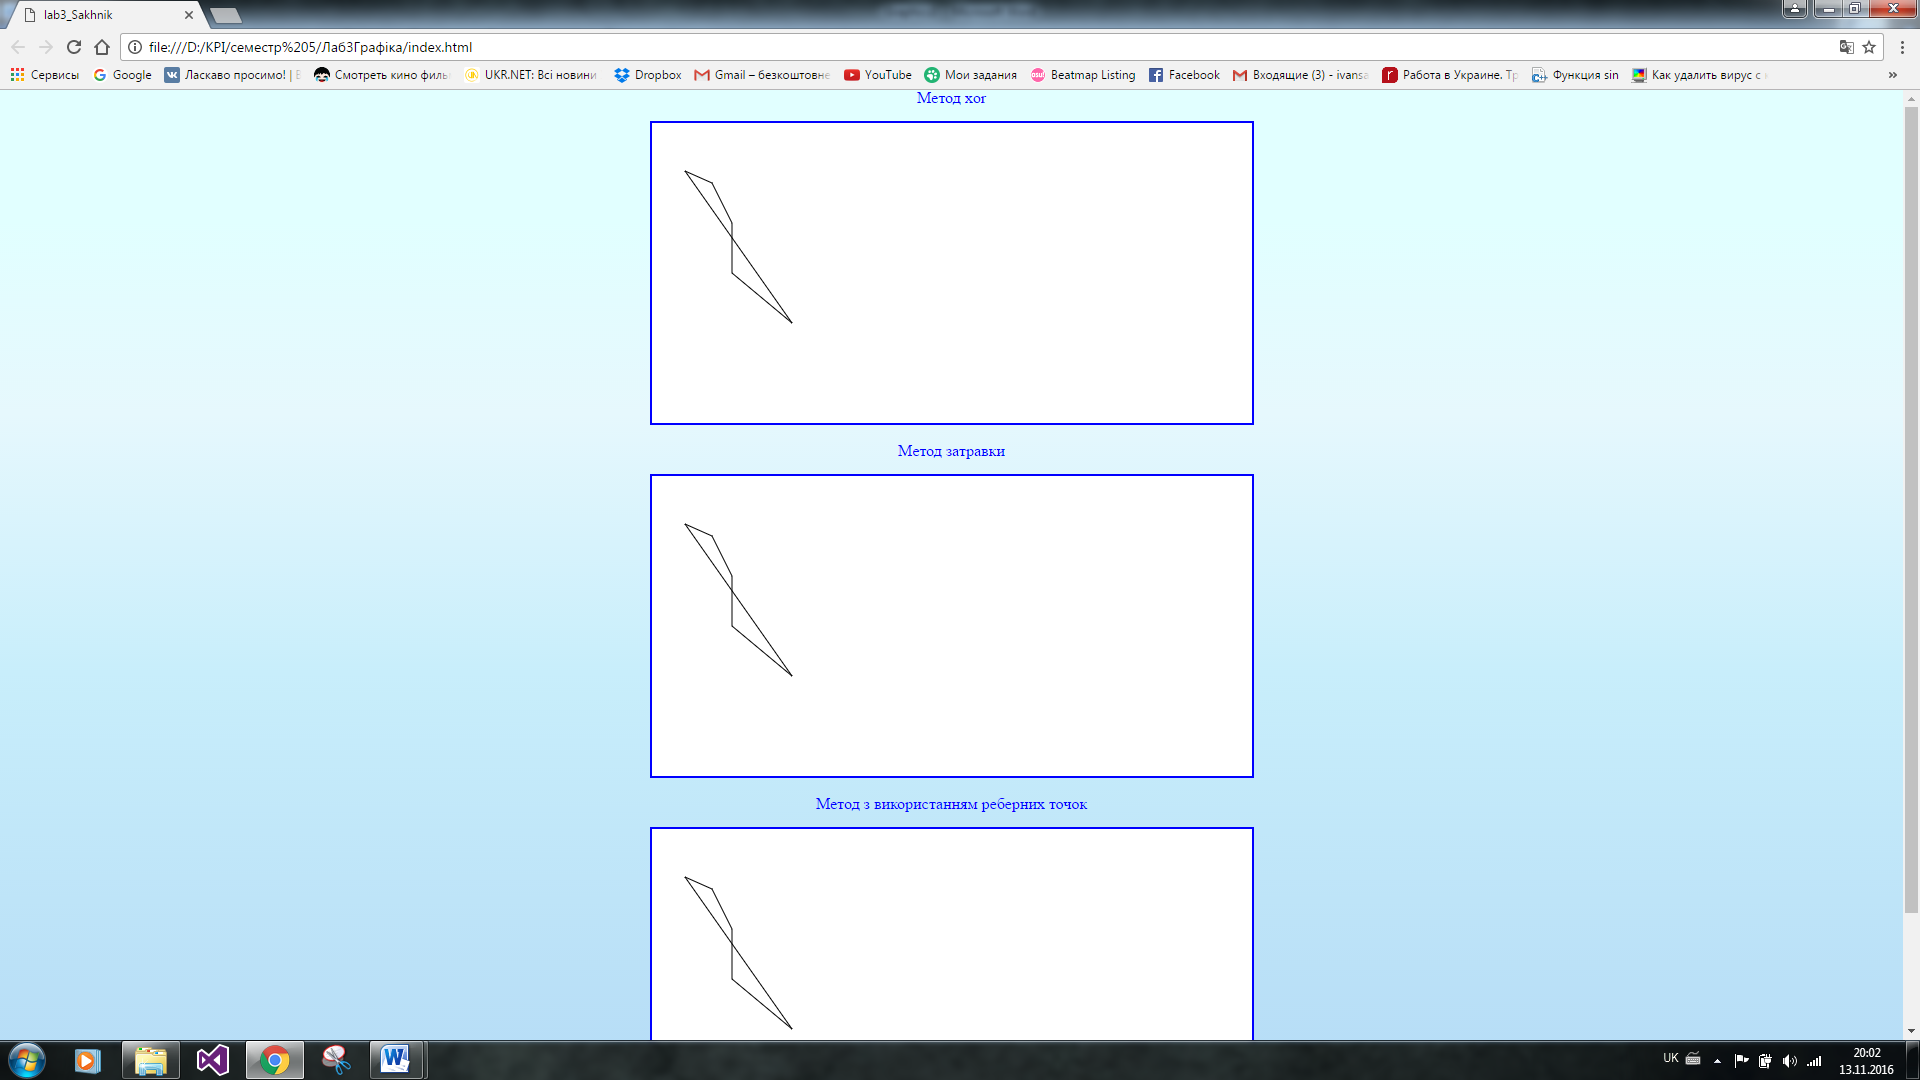 lab3_Sakhnik
file:///D:/KPI/семестр%205/Лаб3Графіка/index.html
Сервисы Google Ласкаво просимо! | Смотреть кино филь UKR.NET: Всі новини Dropbox Gmail – безкоштовне YouTube Мои задания Beatmap Listing Facebook Входящие (3) - ivansa Работа в Украине. Тр Функция sin Как удалить вирус с »
Метод xor
Метод затравки
Метод з використанням реберних точок
UK 20:02
13.11.2016